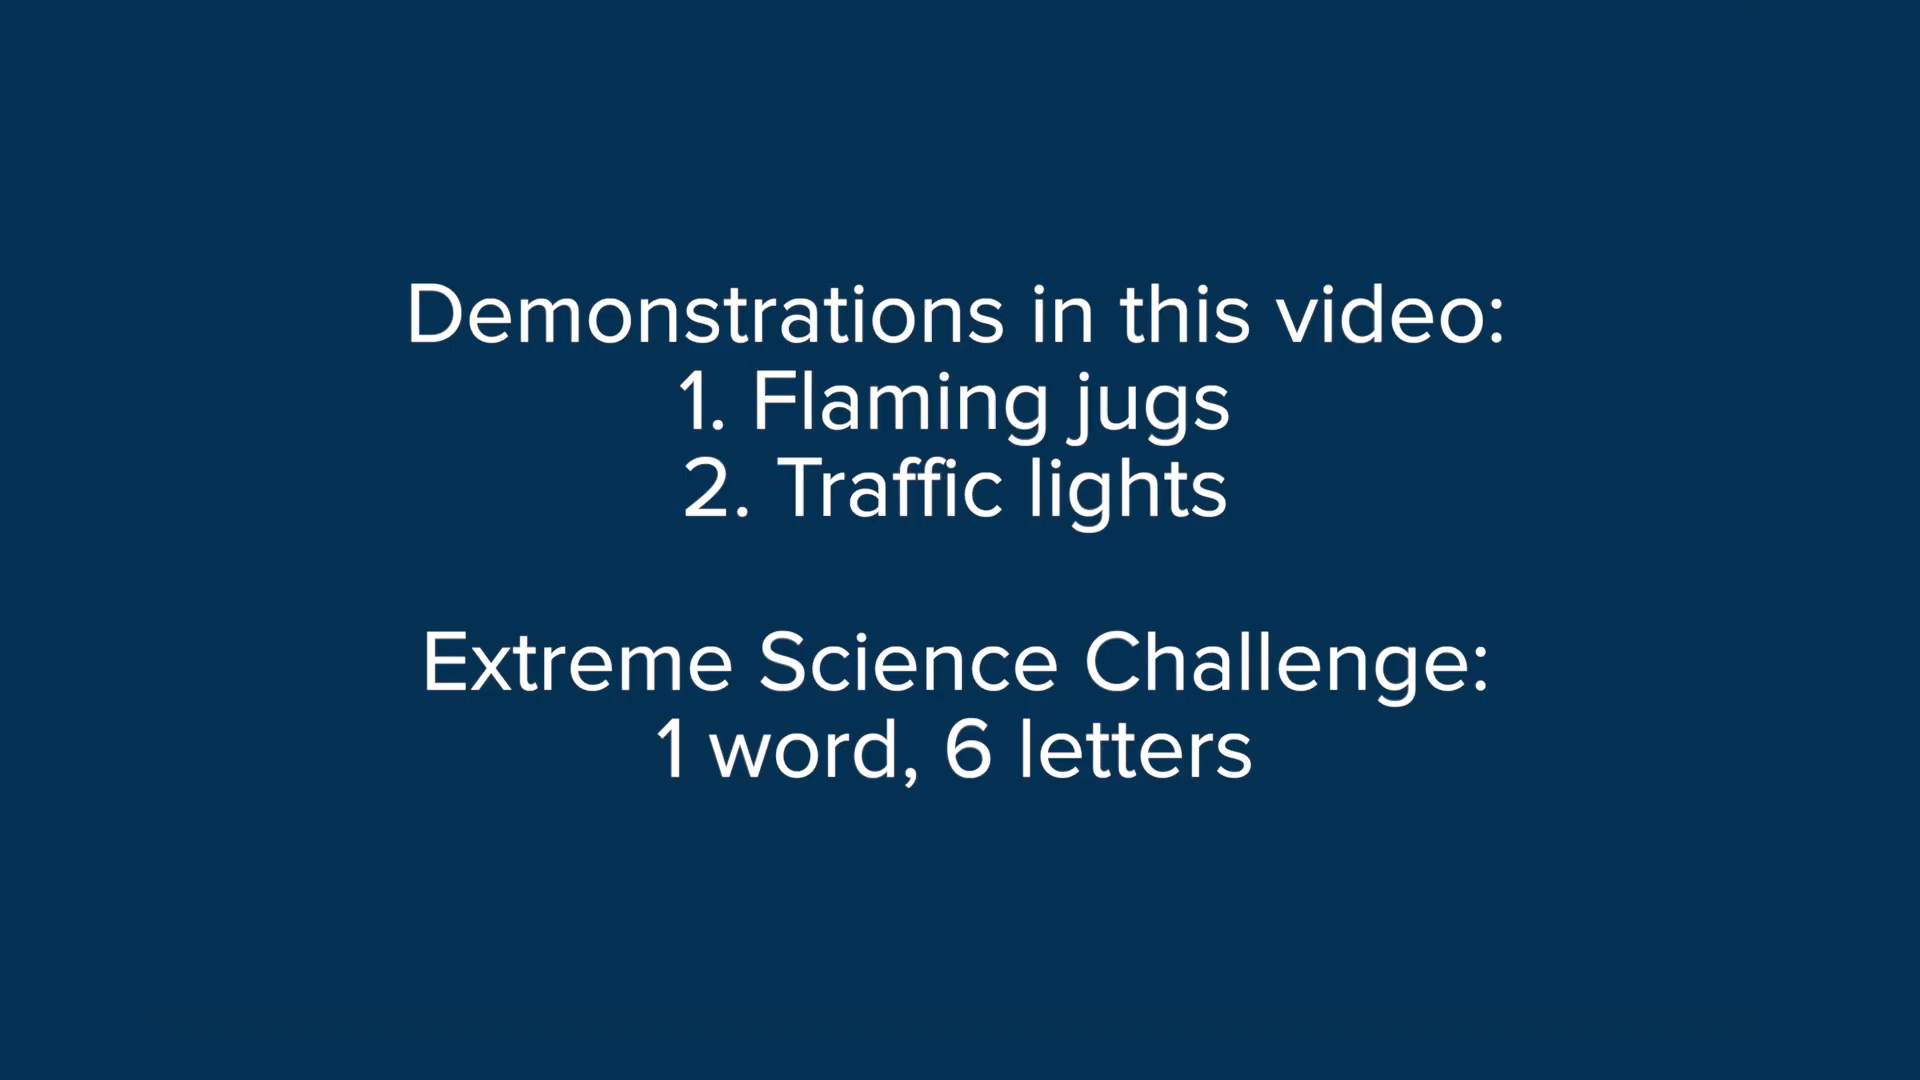 Demonstrations in this video:
1. Flaming jugs
2. Traffic lights
Extreme Science Challenge:
1 word, 6 letters